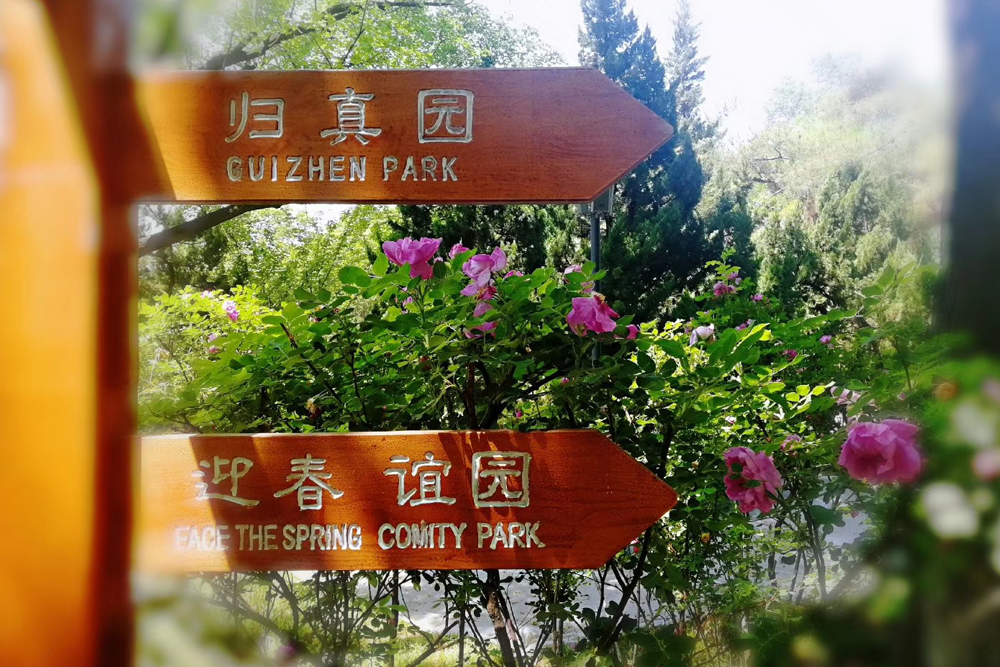 归真园
GUIZHEN PARK
迎春 谊园
FACE THE SPRING COMITY PARK